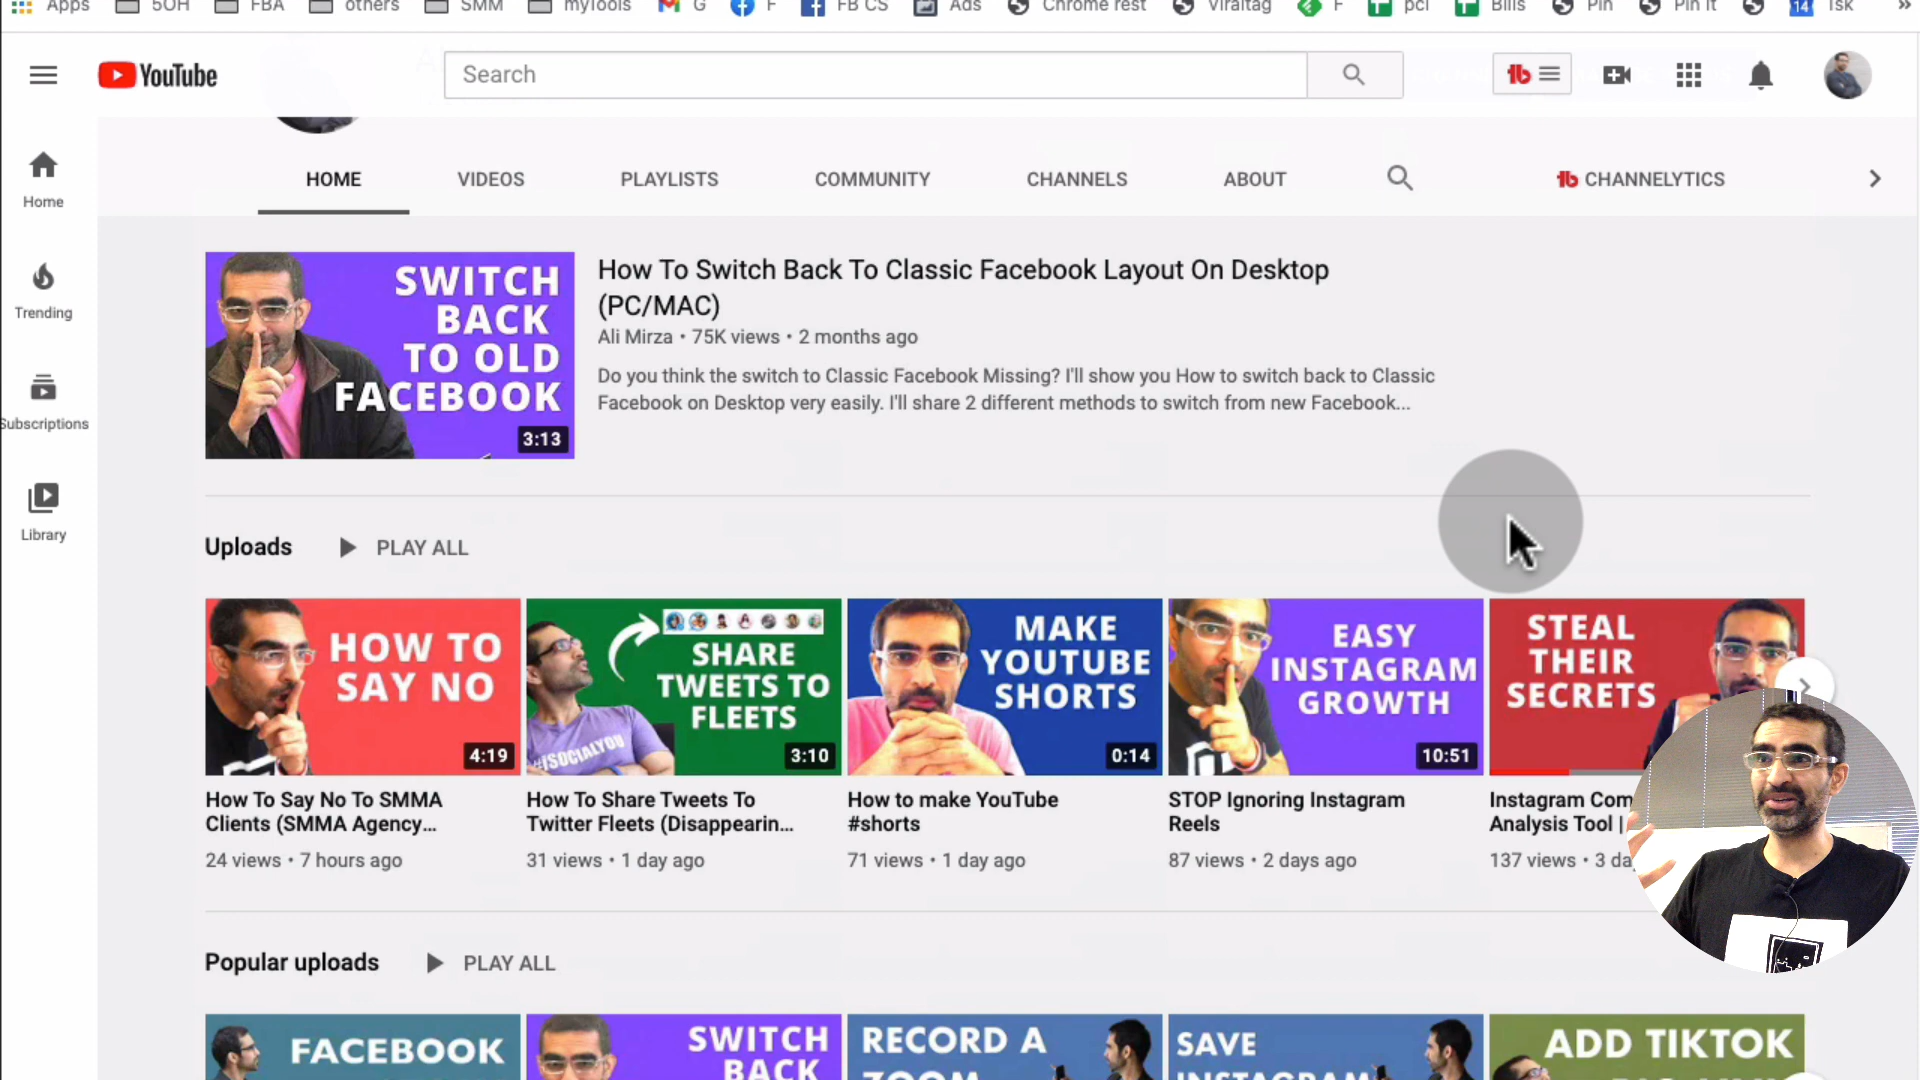 Apps 5OH FBA others SMM myTools G F FB CS Ads Chrome rest Viraltag F pcl Bills Pin Pin It 14 Tsk »
YouTube Search tb
HOME VIDEOS PLAYLISTS COMMUNITY CHANNELS ABOUT tb CHANNELYTICS
Home
Trending
Subscriptions
Library
SWITCH
BACK
TO OLD
FACEBOOK
3:13
How To Switch Back To Classic Facebook Layout On Desktop
(PC/MAC)
Ali Mirza • 75K views • 2 months ago
Do you think the switch to Classic Facebook Missing? I'll show you How to switch back to Classic
Facebook on Desktop very easily. I'll share 2 different methods to switch from new Facebook...
Uploads PLAY ALL
HOW TO
SAY NO
4:19
How To Say No To SMMA
Clients (SMMA Agency...
24 views • 7 hours ago
SHARE
TWEETS TO
FLEETS
#ISOCIALYOU
3:10
How To Share Tweets To
Twitter Fleets (Disappearin...
31 views • 1 day ago
MAKE
YOUTUBE
SHORTS
0:14
How to make YouTube
#shorts
71 views • 1 day ago
EASY
INSTAGRAM
GROWTH
10:51
STOP Ignoring Instagram
Reels
87 views • 2 days ago
STEAL
THEIR
SECRETS
Instagram Com
Analysis Tool |
137 views • 3 da
Popular uploads PLAY ALL
FACEBOOK
SWITCH
BACK
RECORD A
ZOOM
SAVE
INSTAGRAM
ADD TIKTOK